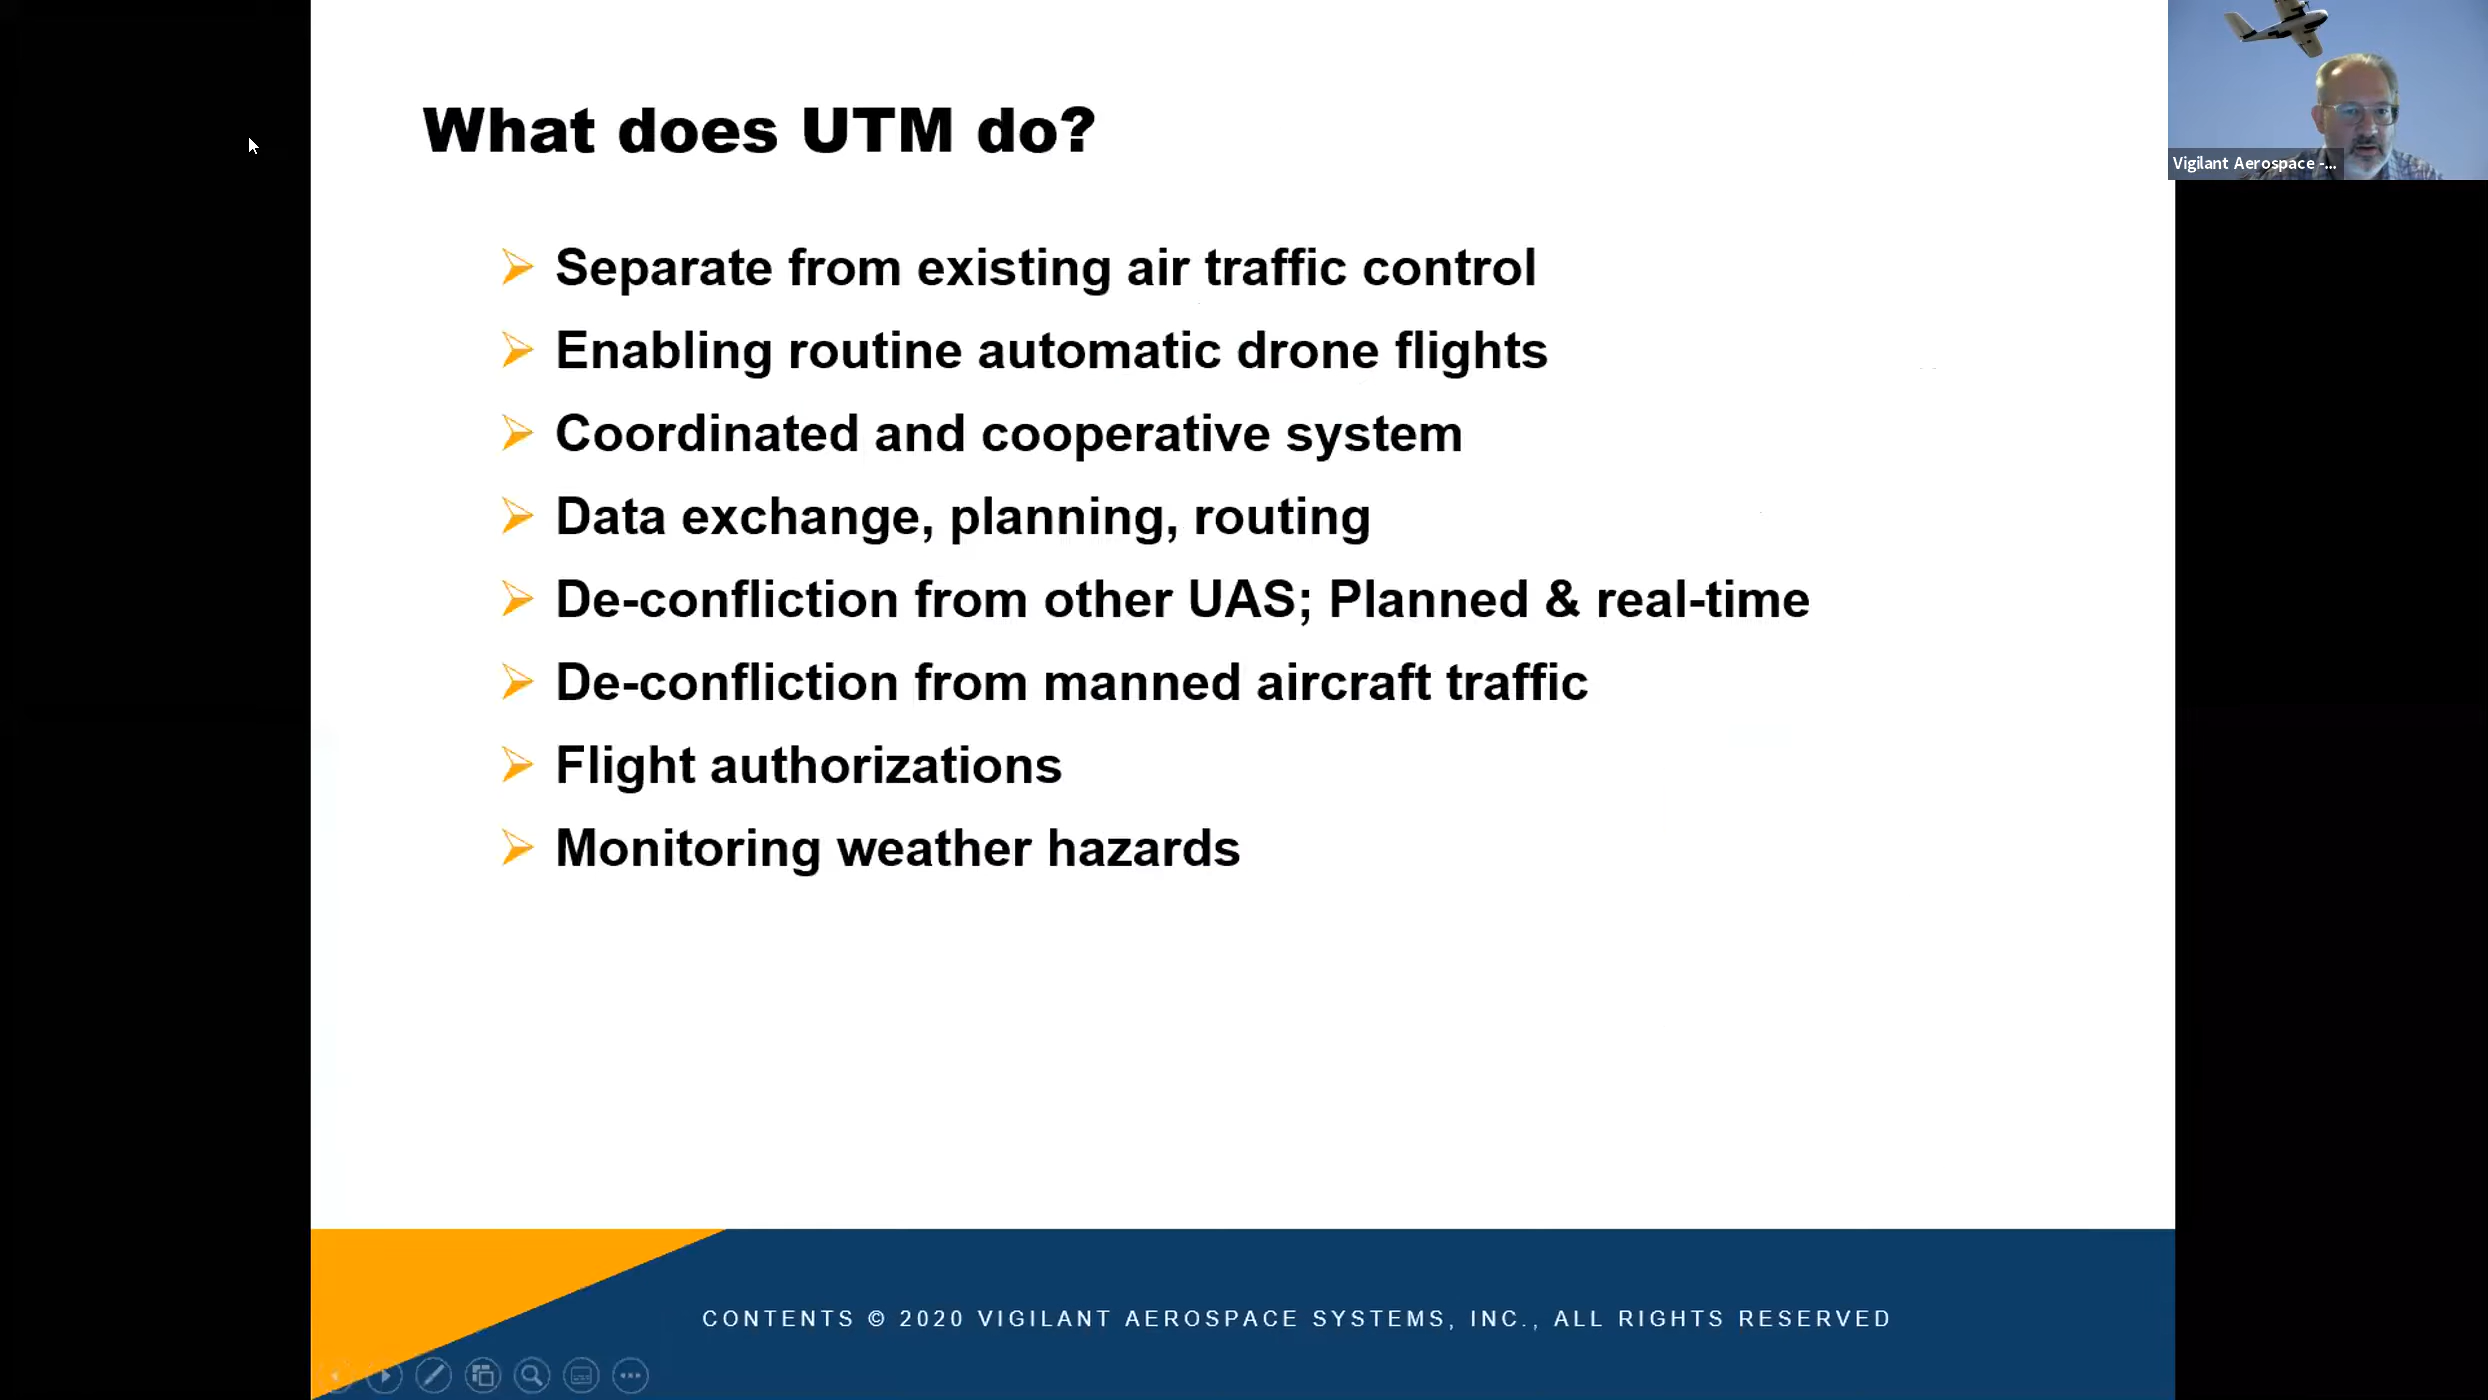 What does UTM do?
Separate from existing air traffic control
Enabling routine automatic drone flights
Coordinated and cooperative system
Data exchange, planning, routing
De-confliction from other UAS; Planned & real-time
De-confliction from manned aircraft traffic
Flight authorizations
Monitoring weather hazards
Vigilant Aerospace -...
CONTENTS © 2020 VIGILANT AEROSPACE SYSTEMS, INC., ALL RIGHTS RESERVED